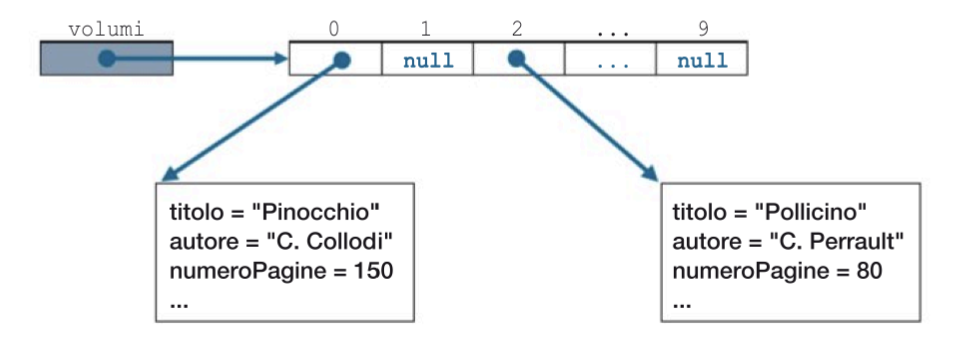 volumi 0 1 2 ... 9
null ... null
titolo = "Pinocchio"
autore = "C. Collodi"
numeroPagine = 150
...
titolo = "Pollicino"
autore = "C. Perrault"
numeroPagine = 80
...